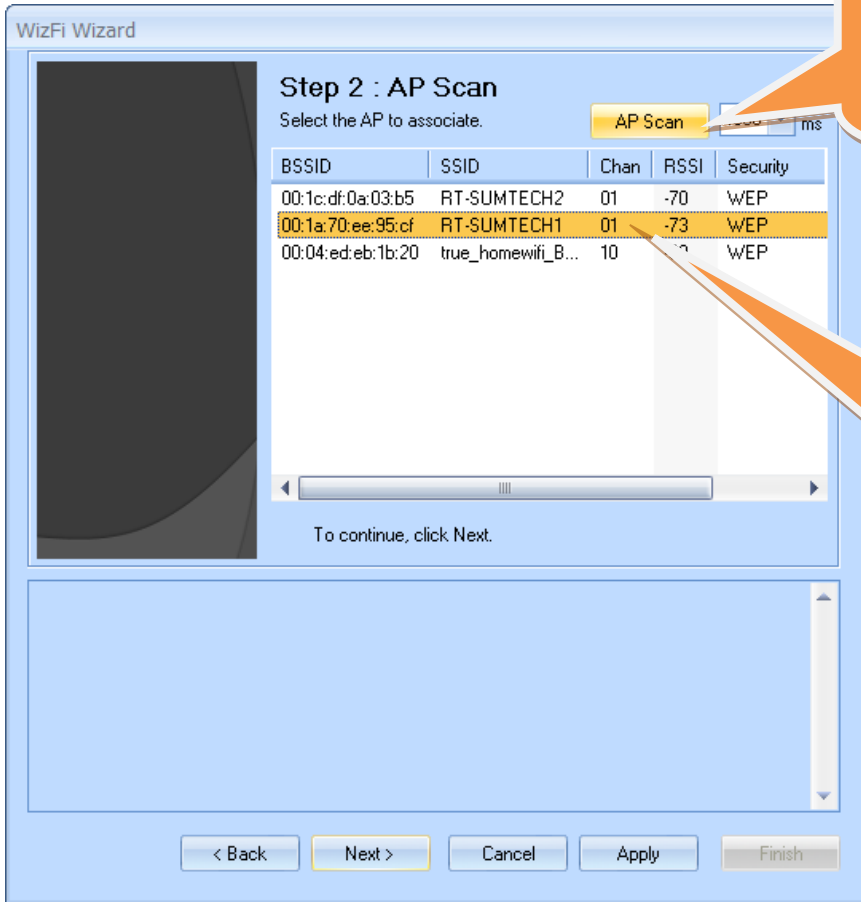 WizFi Wizard
Step 2 : AP Scan
Select the AP to associate. AP Scan ms
BSSID SSID Chan RSSI Security
00:1c:df:0a:03:b5 RT-SUMTECH2 01 -70 WEP
00:1a:70:ee:95:cf RT-SUMTECH1 01 -73 WEP
00:04:ed:eb:1b:20 true_homewifi_B... 10 WEP
To continue, click Next.
< Back Next > Cancel Apply Finish